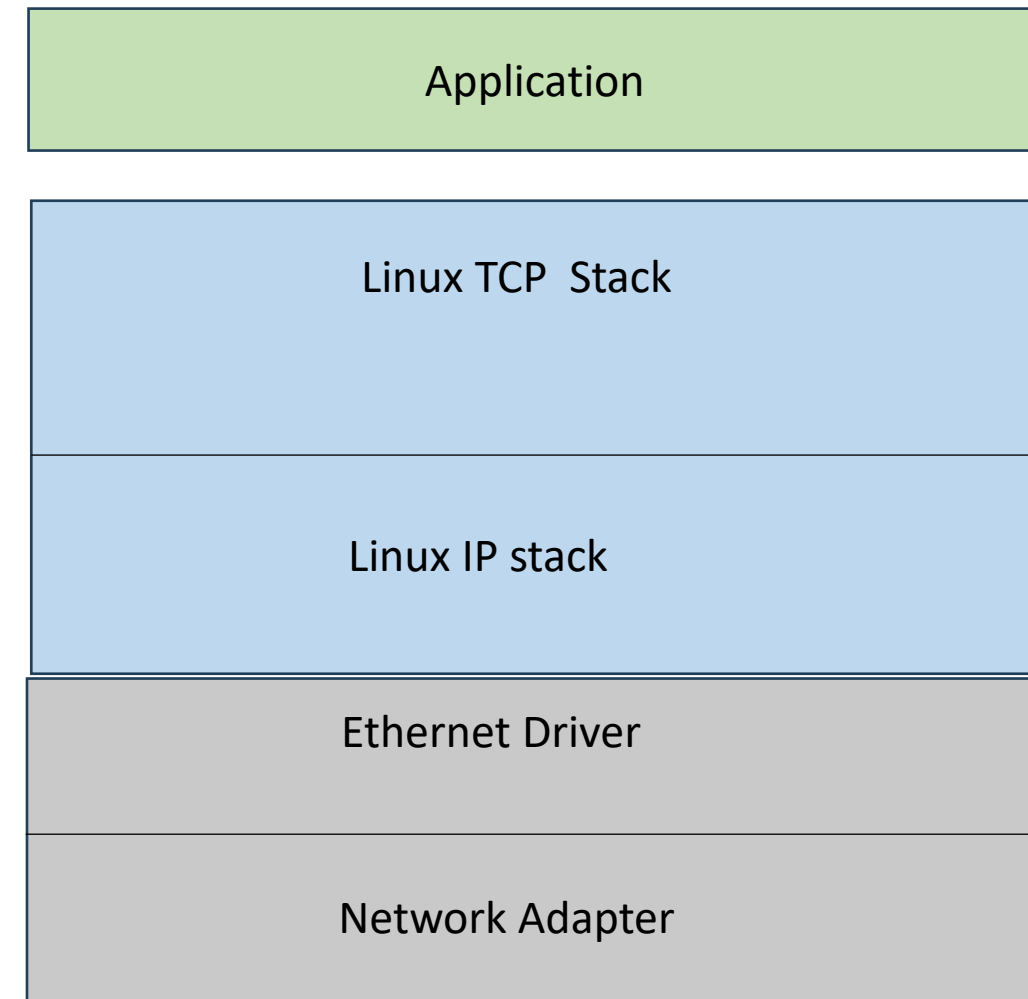 Application
Linux TCP  Stack
Linux IP stack
Ethernet Driver
Network Adapter